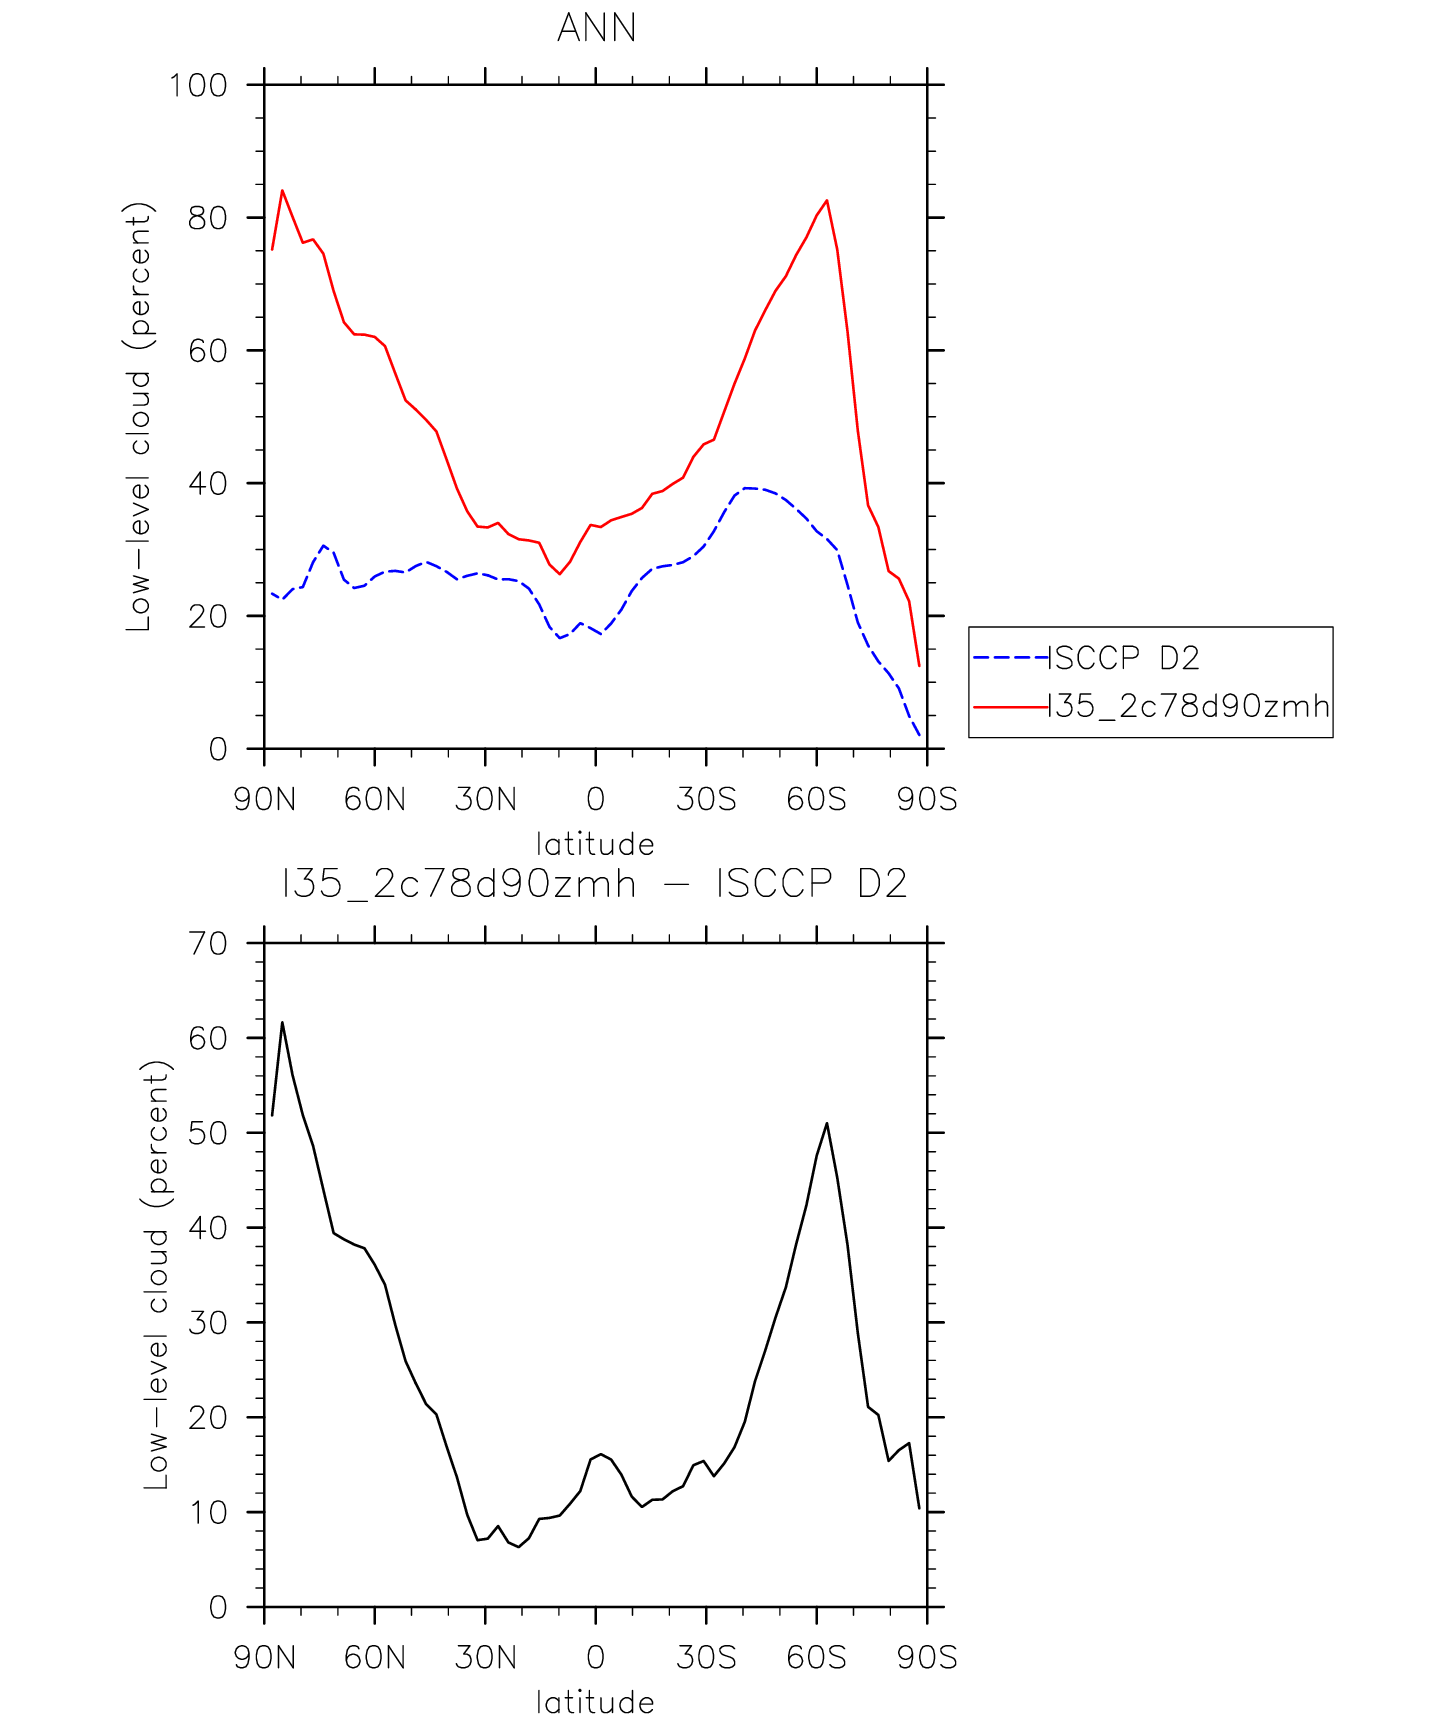 ANN
100
80
60
40
20
0
Low-level cloud (percent)
90N 60N 30N 0 30S 60S 90S
latitude
ISCCP D2
I35_2c78d90zmh
I35_2c78d90zmh - ISCCP D2
70
60
50
40
30
20
10
0
Low-level cloud (percent)
90N 60N 30N 0 30S 60S 90S
latitude